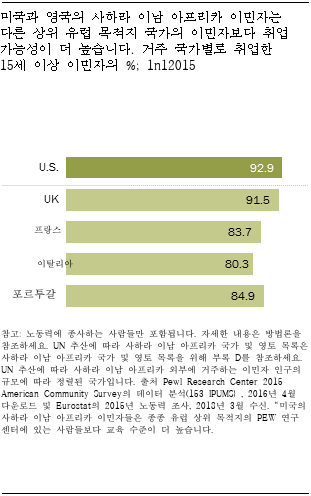 미국과 영국의 사하라 이남 아프리카 이민자는
다른 상위 유럽 목적지 국가의 이민자보다 취업
가능성이 더 높습니다. 거주 국가별로 취업한
15세 이상 이민자의 %; ln12015
U.S. 92.9
UK 91.5
프랑스 83.7
이탈리아 80.3
포르투갈 84.9
참고: 노동력에 종사하는 사람들만 포함됩니다. 자세한 내용은 방법론을
참조하세요. UN 추산에 따라 사하라 이남 아프리카 국가 및 영토 목록은
사하라 이남 아프리카 국가 및 영토 목록을 위해 부록 D를 참조하세요.
UN 추산에 따라 사하라 이남 아프리카 외부에 거주하는 이민자 인구의
규모에 따라 정렬된 국가입니다. 출처 Pewl Research Center 2015
American Community Survey의 데이터 분석(153 IPUMS) , 2016년 4월
다운로드 및 Eurostat의 2015년 노동력 조사, 2018년 3월 수신. "미국의
사하라 이남 아프리카 이민자들은 종종 유럽 상위 목적지의 PEW 연구
센터에 있는 사람들보다 교육 수준이 더 높습니다.